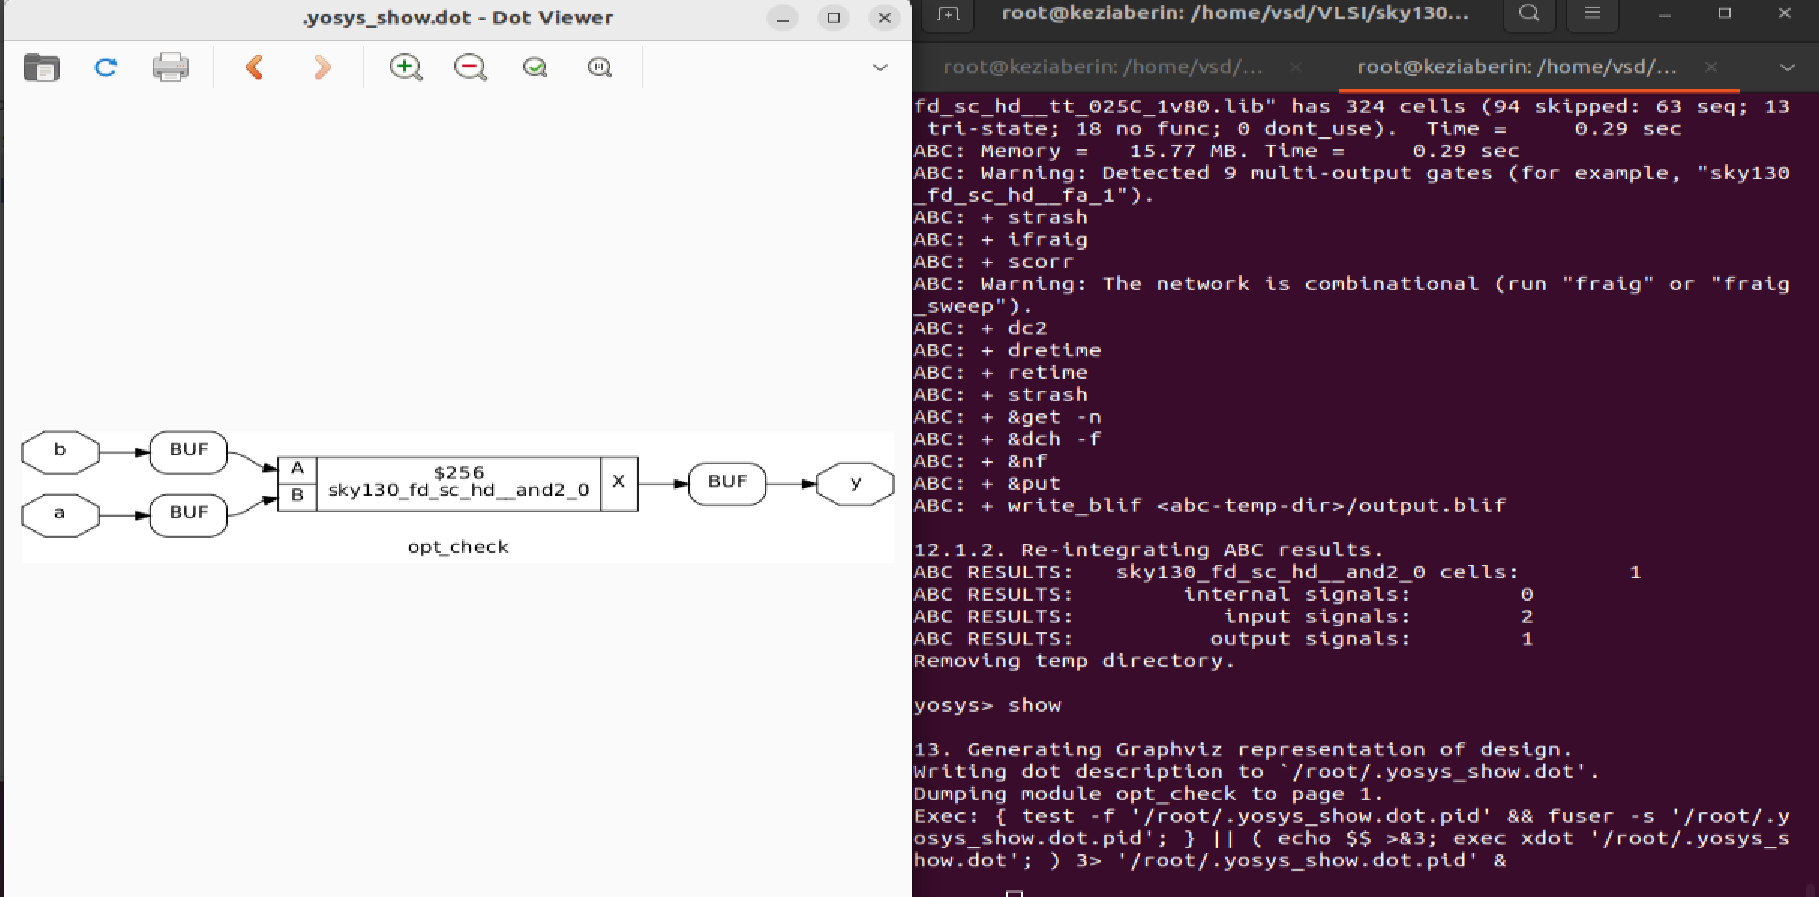 .yosys_show.dot - Dot Viewer
b
BUF
A
$256
sky130_fd_sc_hd__and2_0
X
BUF
y
a
BUF
B
opt_check
root@keziaberin: /home/vsd/VLSI/sky130...
root@keziaberin: /home/vsd/...
root@keziaberin: /home/vsd/...
fd_sc_hd__tt_025C_1v80.lib" has 324 cells (94 skipped: 63 seq; 13
tri-state; 18 no func; 0 dont_use).  Time =     0.29 sec
ABC: Memory =   15.77 MB. Time =     0.29 sec
ABC: Warning: Detected 9 multi-output gates (for example, "sky130
_fd_sc_hd__fa_1").
ABC: + strash
ABC: + ifraig
ABC: + scorr
ABC: Warning: The network is combinational (run "fraig" or "fraig
_sweep").
ABC: + dc2
ABC: + dretime
ABC: + retime
ABC: + strash
ABC: + &get -n
ABC: + &dch -f
ABC: + &nf
ABC: + &put
ABC: + write_blif <abc-temp-dir>/output.blif
12.1.2. Re-integrating ABC results.
ABC RESULTS:   sky130_fd_sc_hd__and2_0 cells:        1
ABC RESULTS:        internal signals:        0
ABC RESULTS:           input signals:        2
ABC RESULTS:          output signals:        1
Removing temp directory.
yosys> show
13. Generating Graphviz representation of design.
Writing dot description to `/root/.yosys_show.dot'.
Dumping module opt_check to page 1.
Exec: { test -f '/root/.yosys_show.dot.pid' && fuser -s '/root/.y
osys_show.dot.pid'; } || ( echo $$ >&3; exec xdot '/root/.yosys_s
how.dot'; ) 3> '/root/.yosys_show.dot.pid' &